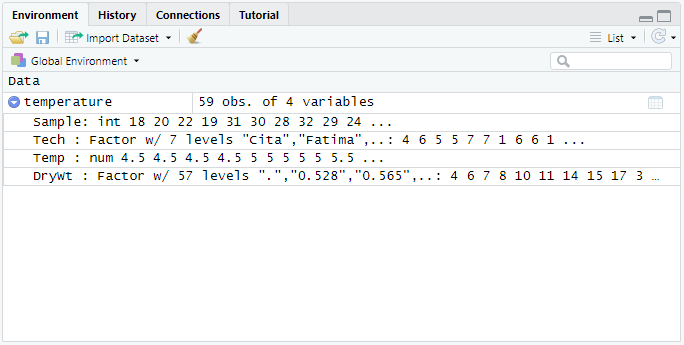 Environment History Connections Tutorial
Import Dataset List
Global Environment
Data
temperature 59 obs. of 4 variables
Sample: int 18 20 22 19 31 30 28 32 29 24 ...
Tech : Factor w/ 7 levels "Cita","Fatima",..: 4 6 5 5 7 7 1 6 6 1 ...
Temp : num 4.5 4.5 4.5 4.5 5 5 5 5 5 5.5 ...
DryWt : Factor w/ 57 levels ".","0.528","0.565",..: 4 6 7 8 10 11 14 15 17 3 …